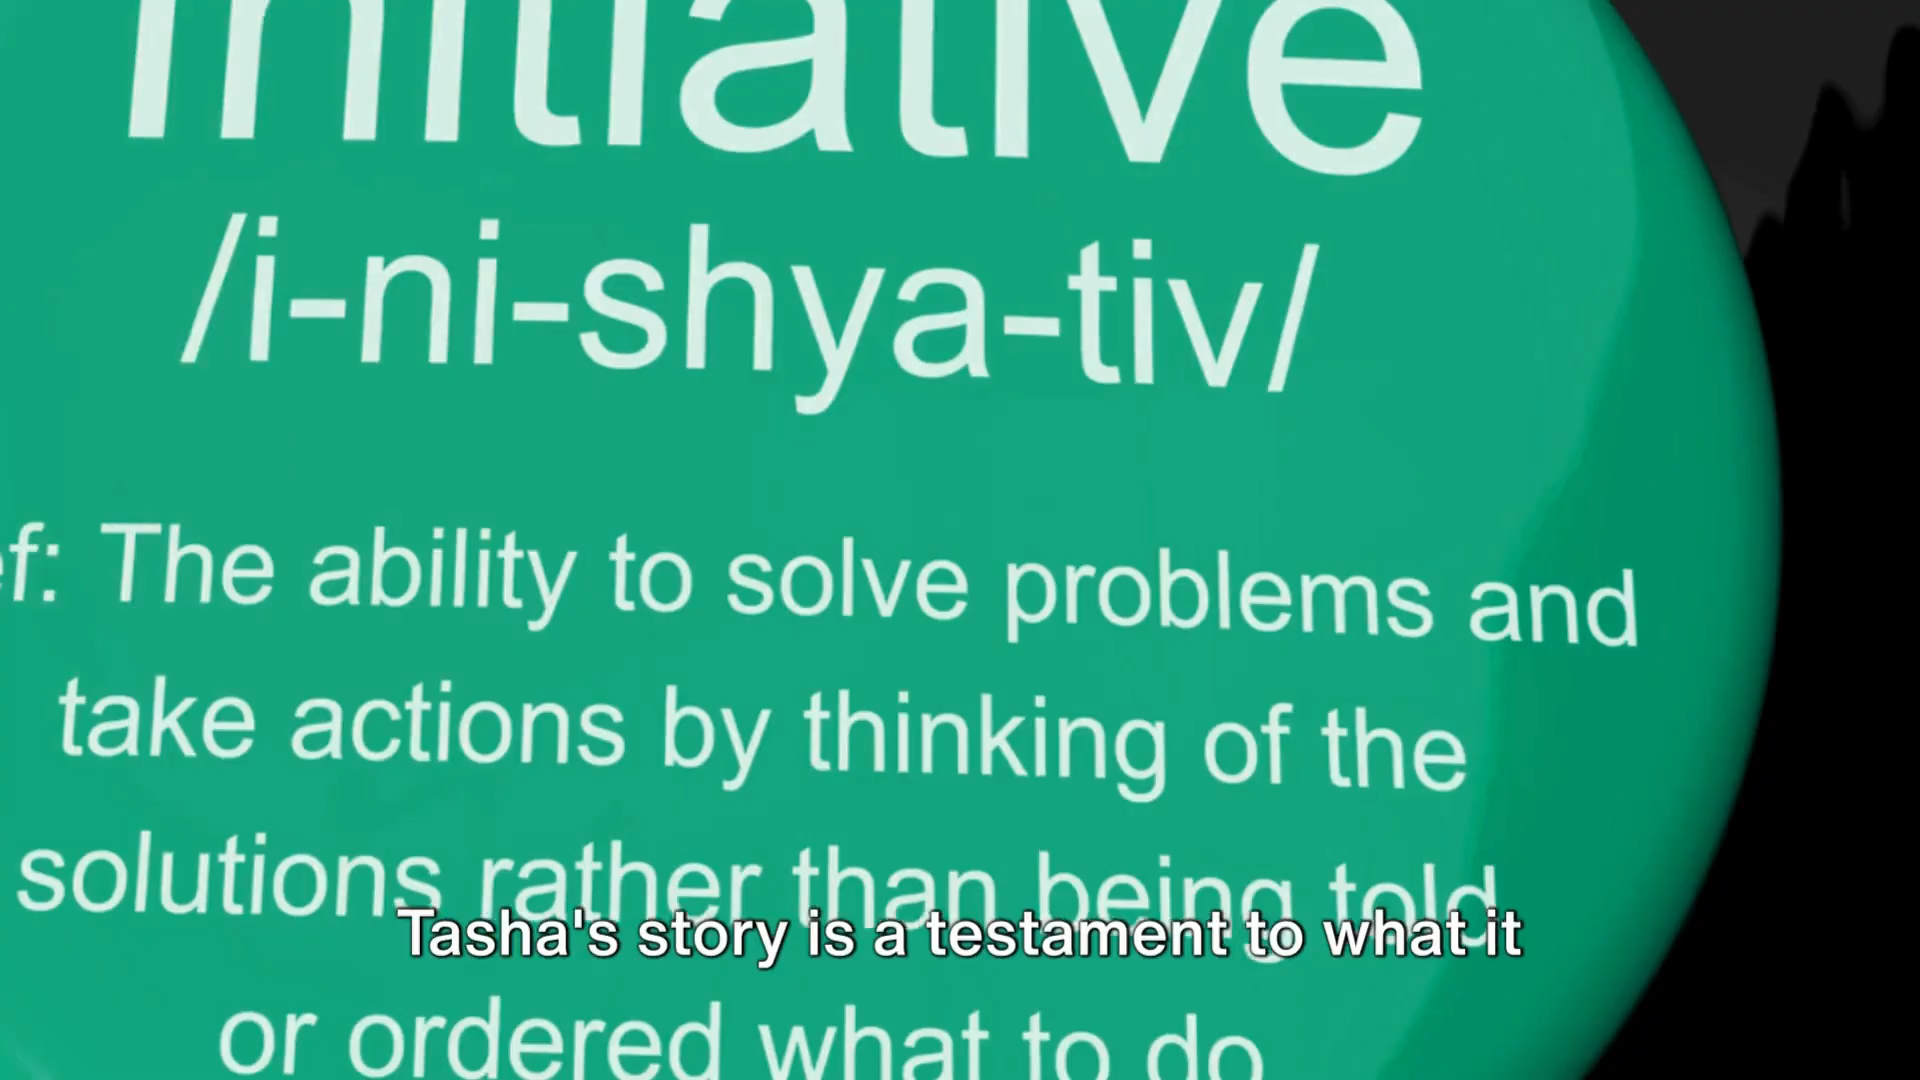 initiative
/i-ni-shya-tiv/
ef: The ability to solve problems and
take actions by thinking of the
solutions rather than being told
Tasha's story is a testament to what it
or ordered what to do